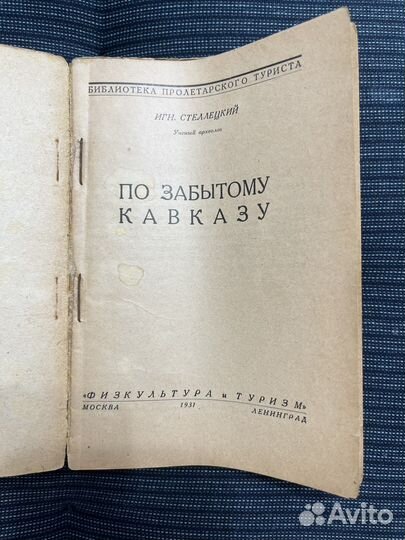 БИБЛИОТЕКА ПРОЛЕТАРСКОГО ТУРИСТА
ИГН. СТЕЛЛЕЦКИЙ
Ученый археолог
ПО ЗАБЫТОМУ
КАВКАЗУ
«ФИЗКУЛЬТУРА и ТУРИЗМ»
МОСКВА 1931 ЛЕНИНГРАД
Avito